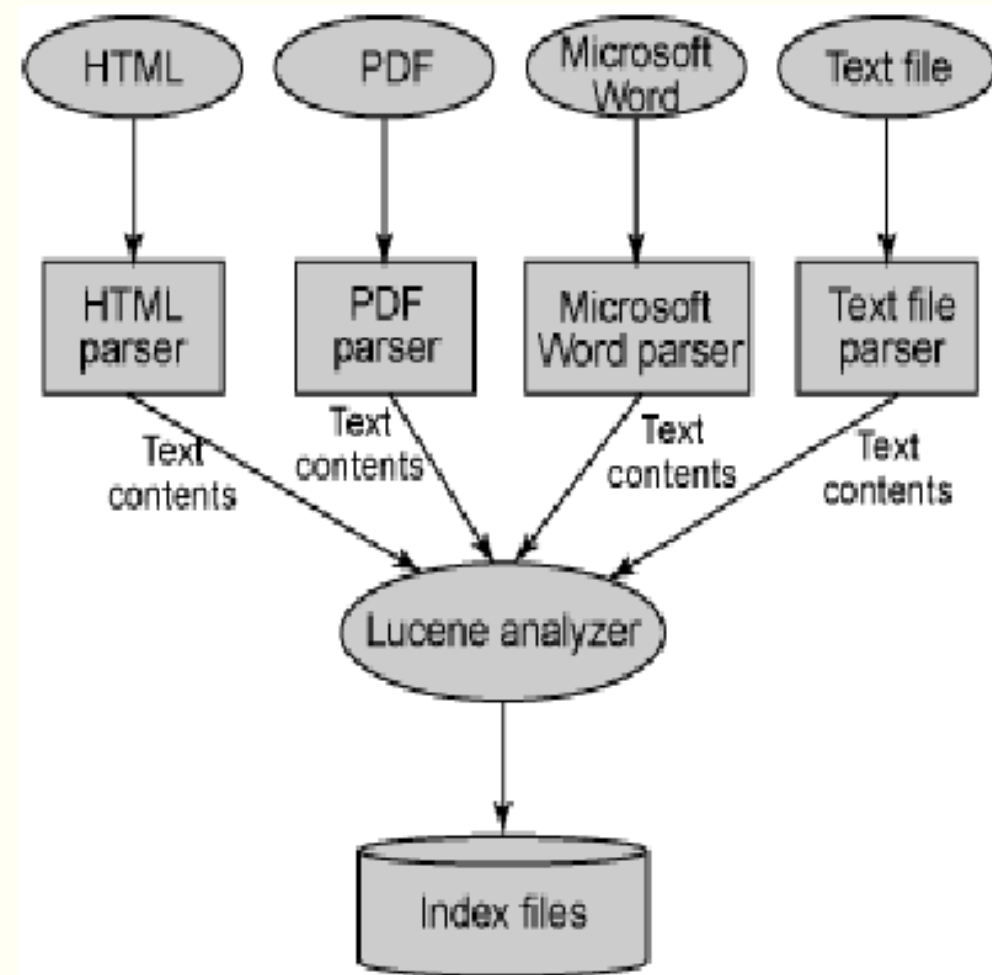 HTML
PDF
Microsoft
Word
Text file
HTML
parser
PDF
parser
Microsoft
Word parser
Text file
parser
Text
contents
Text
contents
Text
contents
Text
contents
Lucene analyzer
Index files